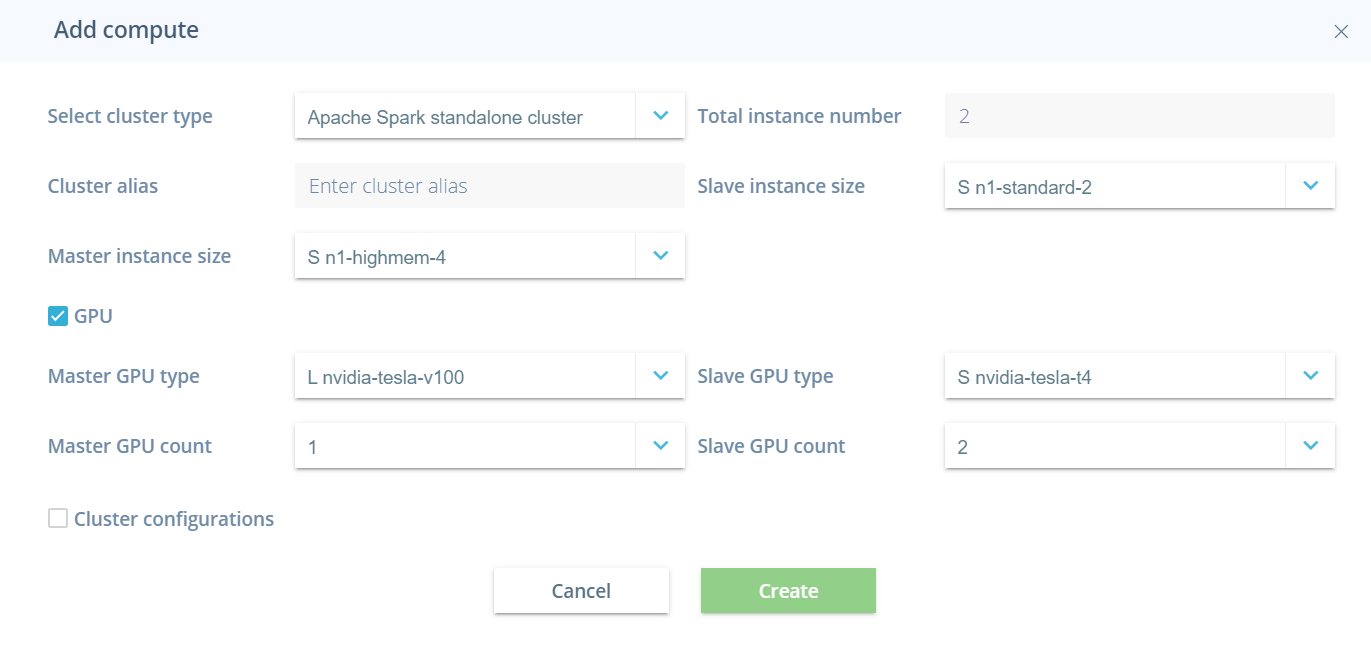 Add compute
Select cluster type Apache Spark standalone cluster Total instance number 2
Cluster alias Enter cluster alias Slave instance size S n1-standard-2
Master instance size S n1-highmem-4
GPU
Master GPU type L nvidia-tesla-v100 Slave GPU type S nvidia-tesla-t4
Master GPU count 1 Slave GPU count 2
Cluster configurations
Cancel Create